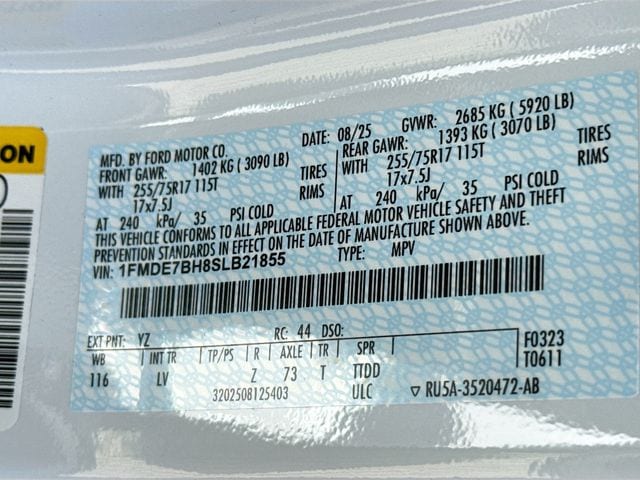 ON
MFD. BY FORD MOTOR CO.
DATE: 08/25
GVWR: 2685 KG ( 5920 LB)
FRONT GAWR: 1402 KG ( 3090 LB)
WITH 255/75R17 115T TIRES
17x7.5J RIMS
AT 240 kPa/ 35 PSI COLD
REAR GAWR: 1393 KG ( 3070 LB)
WITH 255/75R17 115T TIRES
17x7.5J RIMS
AT 240 kPa/ 35 PSI COLD
THIS VEHICLE CONFORMS TO ALL APPLICABLE FEDERAL MOTOR VEHICLE SAFETY AND THEFT
PREVENTION STANDARDS IN EFFECT ON THE DATE OF MANUFACTURE SHOWN ABOVE.
VIN: 1FMDE7BH8SLB21855 TYPE: MPV
EXT PNT: YZ RC: 44 DSO: F0323
WB INT TR TP/PS R AXLE TR SPR T0611
116 LV Z 73 T TTDD
3202508125403 ULC ▽ RU5A-3520472-AB